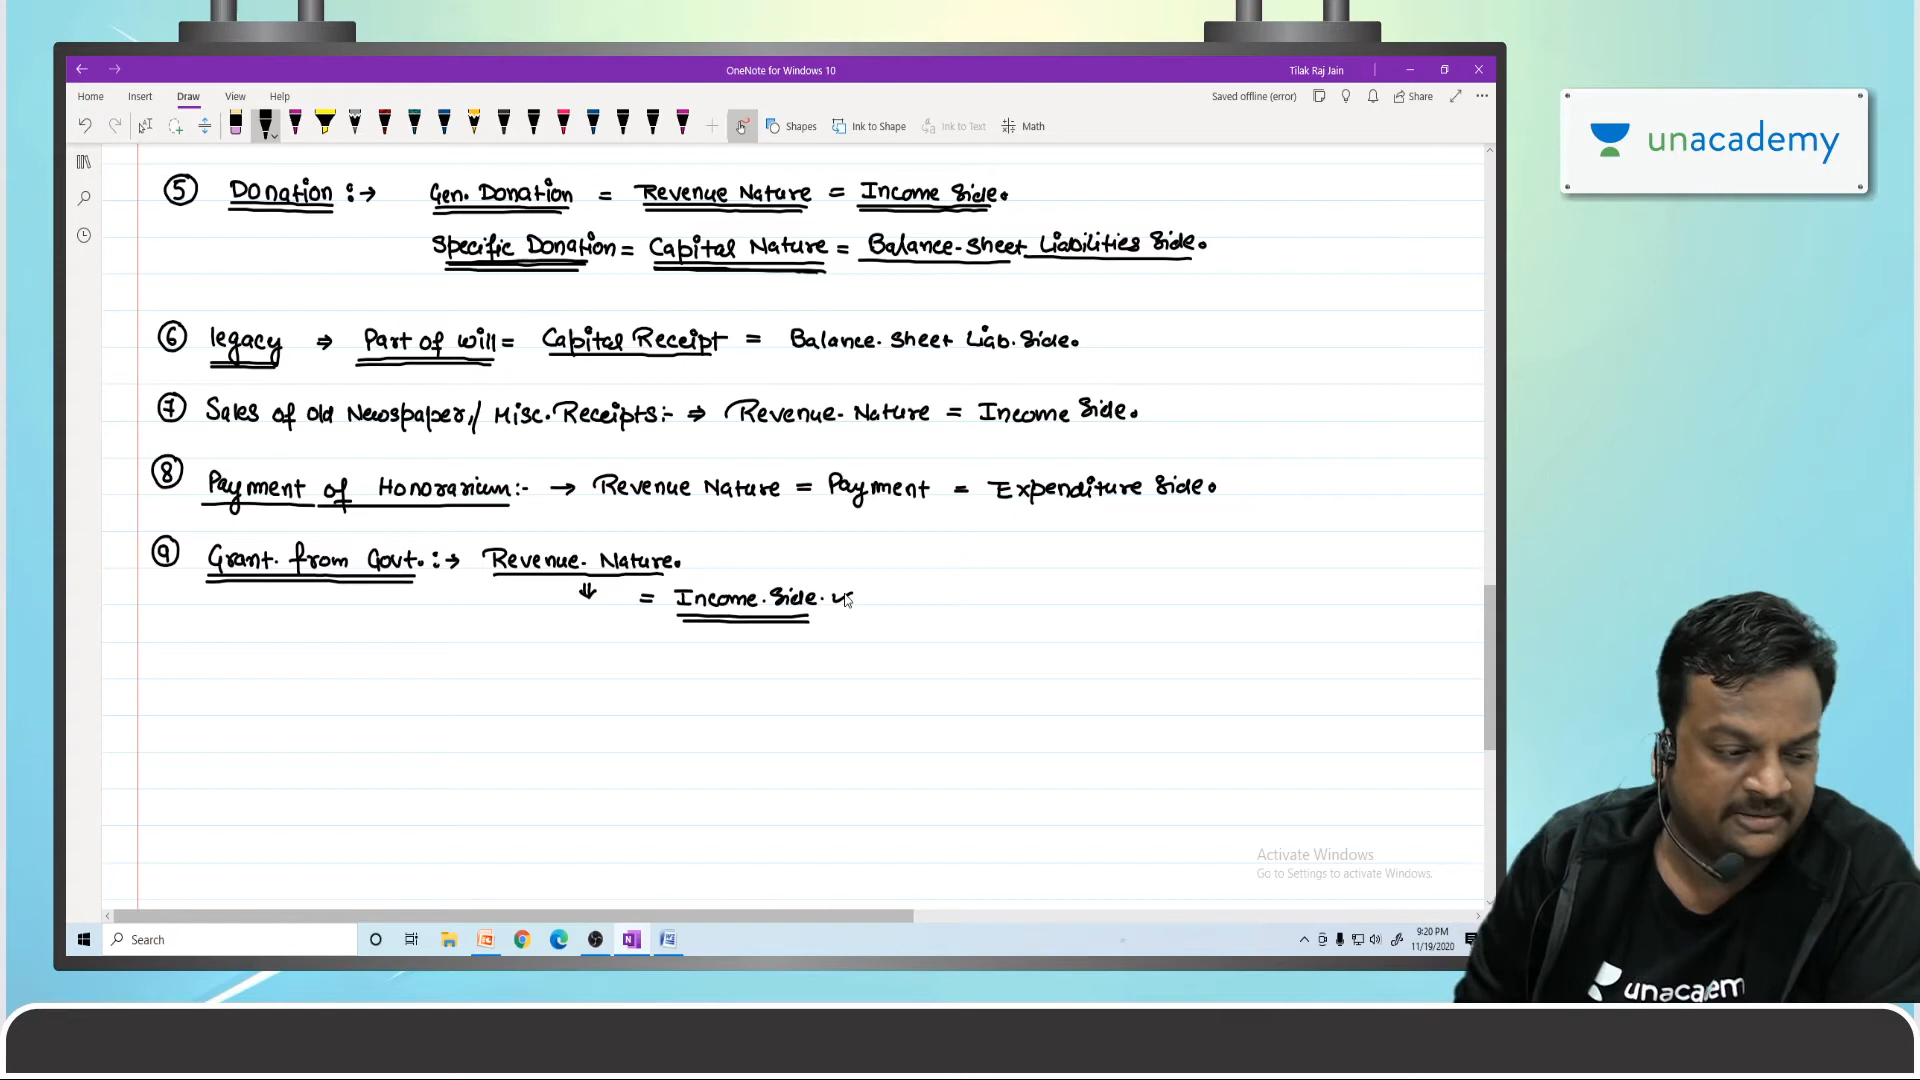 OneNote for Windows 10
Tilak Raj Jain
Home Insert Draw View Help
Saved offline (error)
Share
Shapes
Ink to Shape
Ink to Text
Math
unacademy
⑤ Donation :→ Gen. Donation = Revenue Nature = Income Side.
Specific Donation = Capital Nature = Balance-sheet Liabilities Side.
⑥ legacy ⇒ Part of will = Capital Receipt = Balance-sheet Liab. Side.
⑦ Sales of old Newspaper/ Misc. Receipts:- ⇒ Revenue-Nature = Income Side.
⑧ Payment of Honorarium:- → Revenue Nature = Payment = Expenditure Side.
⑨ Grant from Govt. :→ Revenue-Nature.
⇓ = Income Side.
Activate Windows
Go to Settings to activate Windows.
Search
9:20 PM
11/19/2020
unacadem